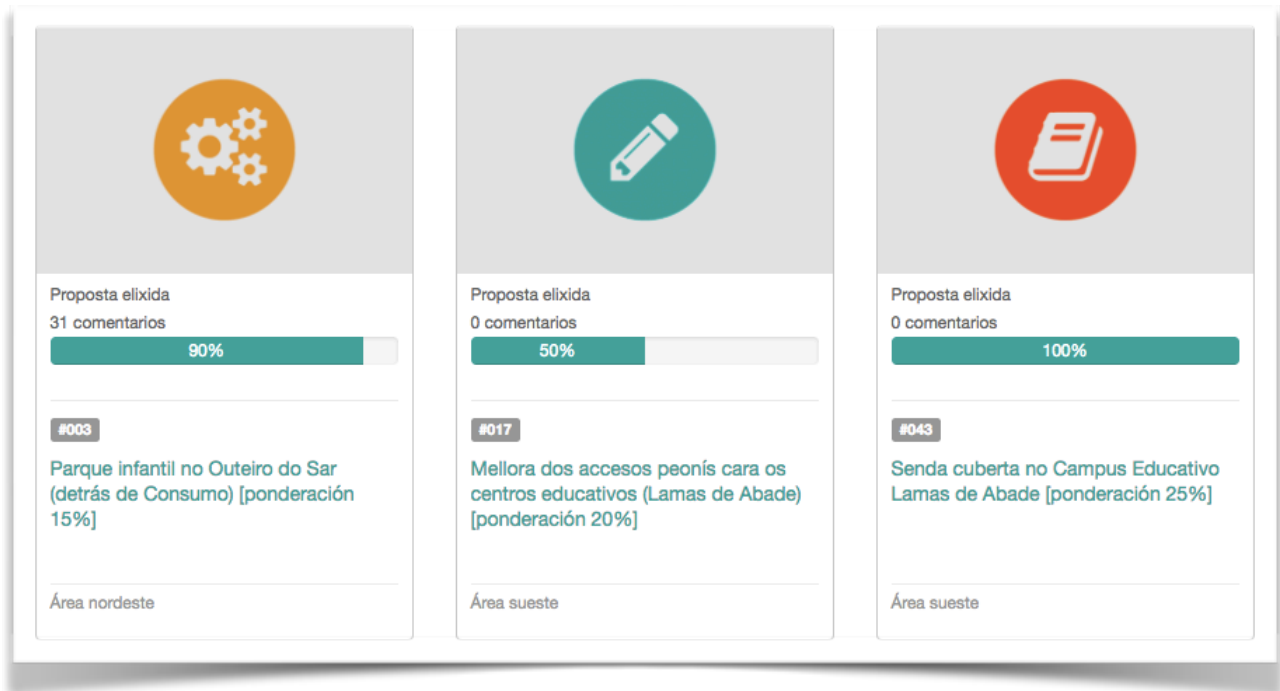 Proposta elixida
31 comentarios
90%
#003
Parque infantil no Outeiro do Sar
(detrás de Consumo) [ponderación
15%]
Área nordeste
Proposta elixida
0 comentarios
50%
#017
Mellora dos accesos peonís cara os
centros educativos (Lamas de Abade)
[ponderación 20%]
Área sueste
Proposta elixida
0 comentarios
100%
#043
Senda cuberta no Campus Educativo
Lamas de Abade [ponderación 25%]
Área sueste